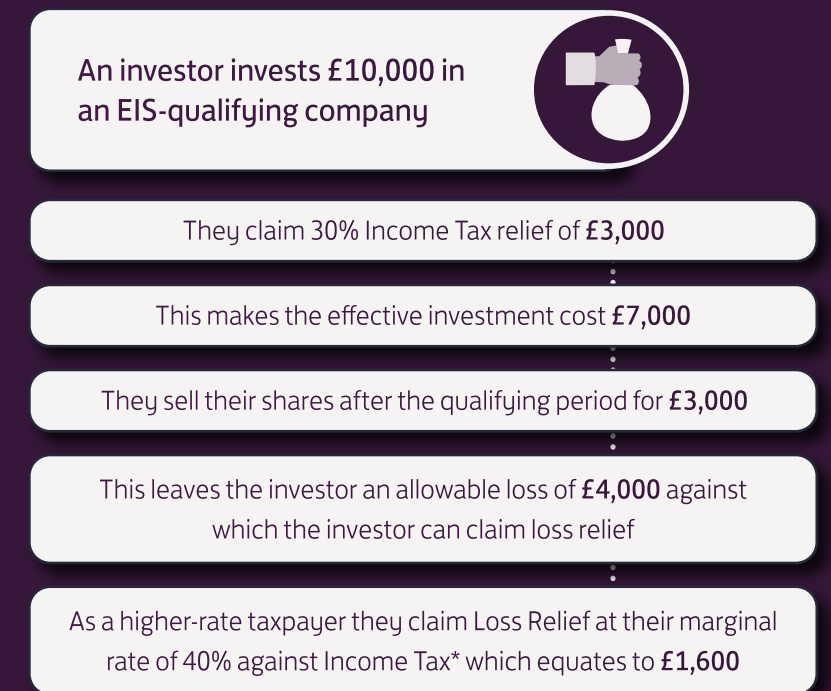 An investor invests £10,000 in
an EIS-qualifying company
They claim 30% Income Tax relief of £3,000
This makes the effective investment cost £7,000
They sell their shares after the qualifying period for £3,000
This leaves the investor an allowable loss of £4,000 against
which the investor can claim loss relief
As a higher-rate taxpayer they claim Loss Relief at their marginal
rate of 40% against Income Tax* which equates to £1,600